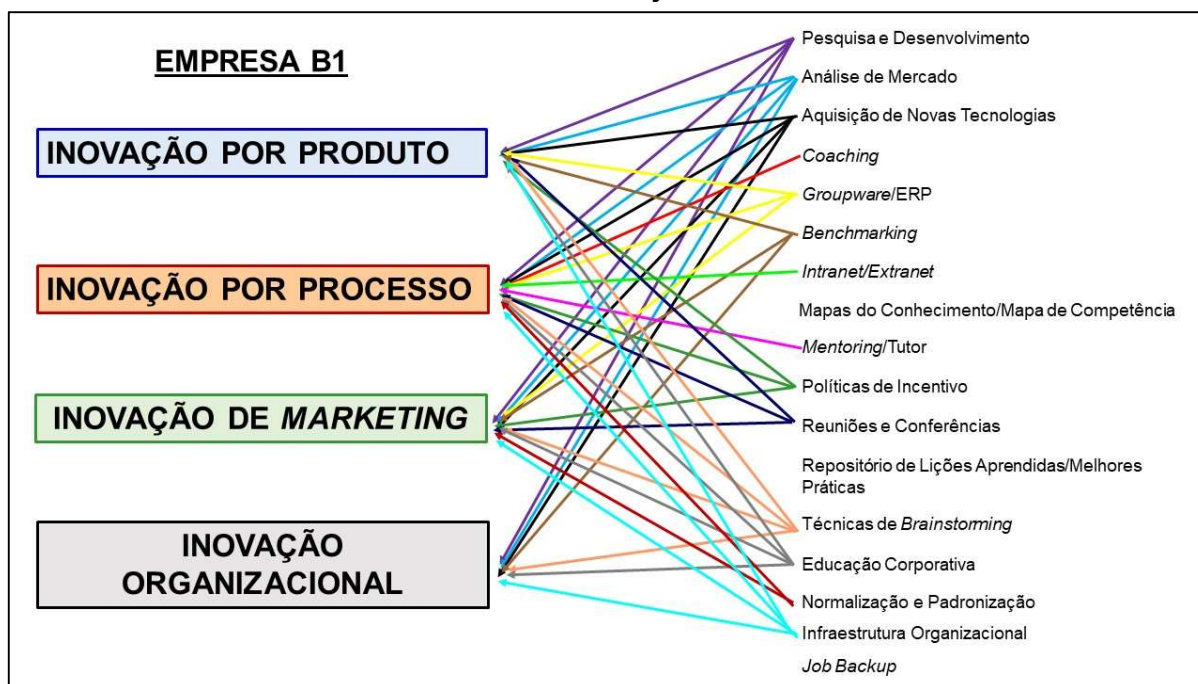 EMPRESA B1
INOVAÇÃO POR PRODUTO
INOVAÇÃO POR PROCESSO
INOVAÇÃO DE MARKETING
INOVAÇÃO
ORGANIZACIONAL
Pesquisa e Desenvolvimento
Análise de Mercado
Aquisição de Novas Tecnologias
Coaching
Groupware/ERP
Benchmarking
Intranet/Extranet
Mapas do Conhecimento/Mapa de Competência
Mentoring/Tutor
Políticas de Incentivo
Reuniões e Conferências
Repositório de Lições Aprendidas/Melhores
Práticas
Técnicas de Brainstorming
Educação Corporativa
Normalização e Padronização
Infraestrutura Organizacional
Job Backup